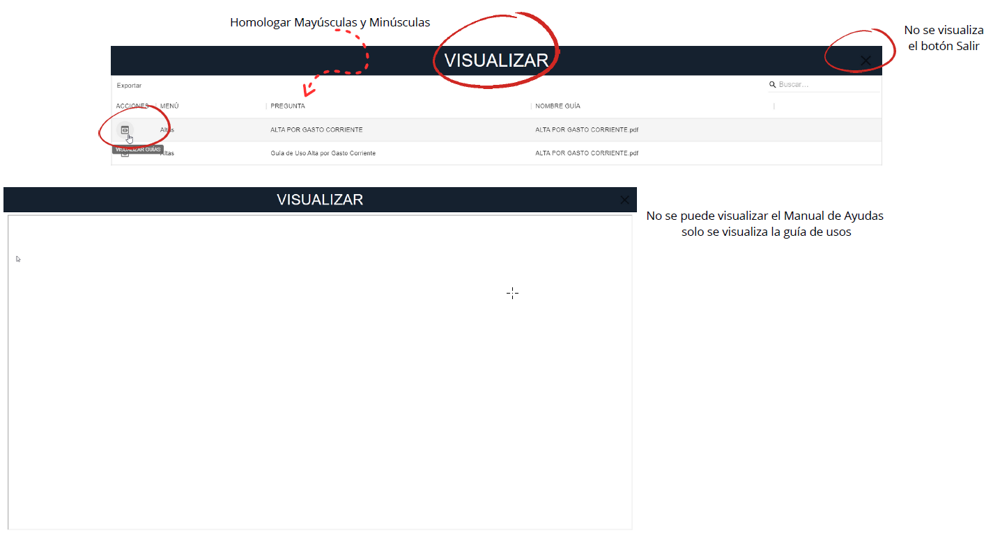 Homologar Mayúsculas y Minúsculas
No se visualiza
el botón Salir
VISUALIZAR
Exportar
Buscar...
ACCIONES MENÚ PREGUNTA NOMBRE GUÍA
Altas ALTA POR GASTO CORRIENTE ALTA POR GASTO CORRIENTE.pdf
VISUALIZAR GUÍAS
Altas Guía de Uso Alta por Gasto Corriente ALTA POR GASTO CORRIENTE.pdf
VISUALIZAR
No se puede visualizar el Manual de Ayudas
solo se visualiza la guía de usos